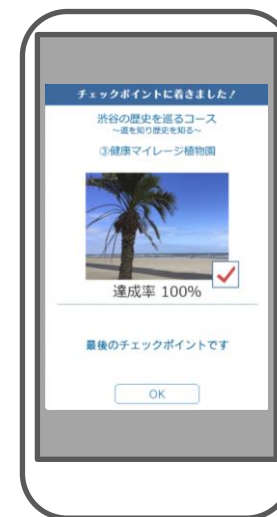 チェックポイントに着きました！
渋谷の歴史を巡るコース
～道を知り歴史を知る～
③健康マイレージ植物園
達成率 100%
最後のチェックポイントです
OK